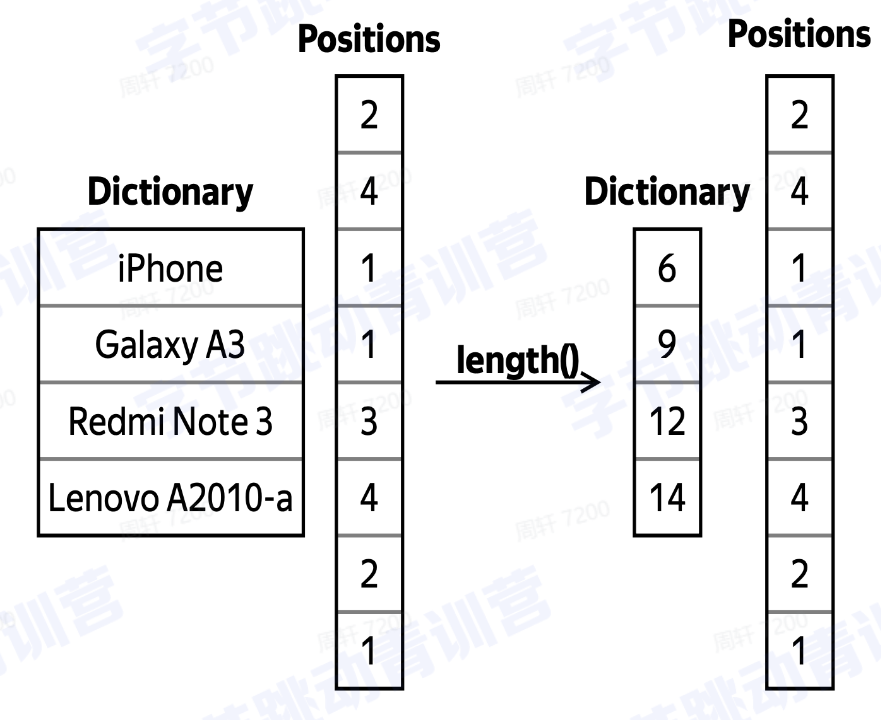 Positions
2
4
1
1
3
4
2
1
Dictionary
iPhone
Galaxy A3
Redmi Note 3
Lenovo A2010-a
length()
Dictionary
6
9
12
14
Positions
2
4
1
1
3
4
2
1
字节跳动青训营
周轩 7200